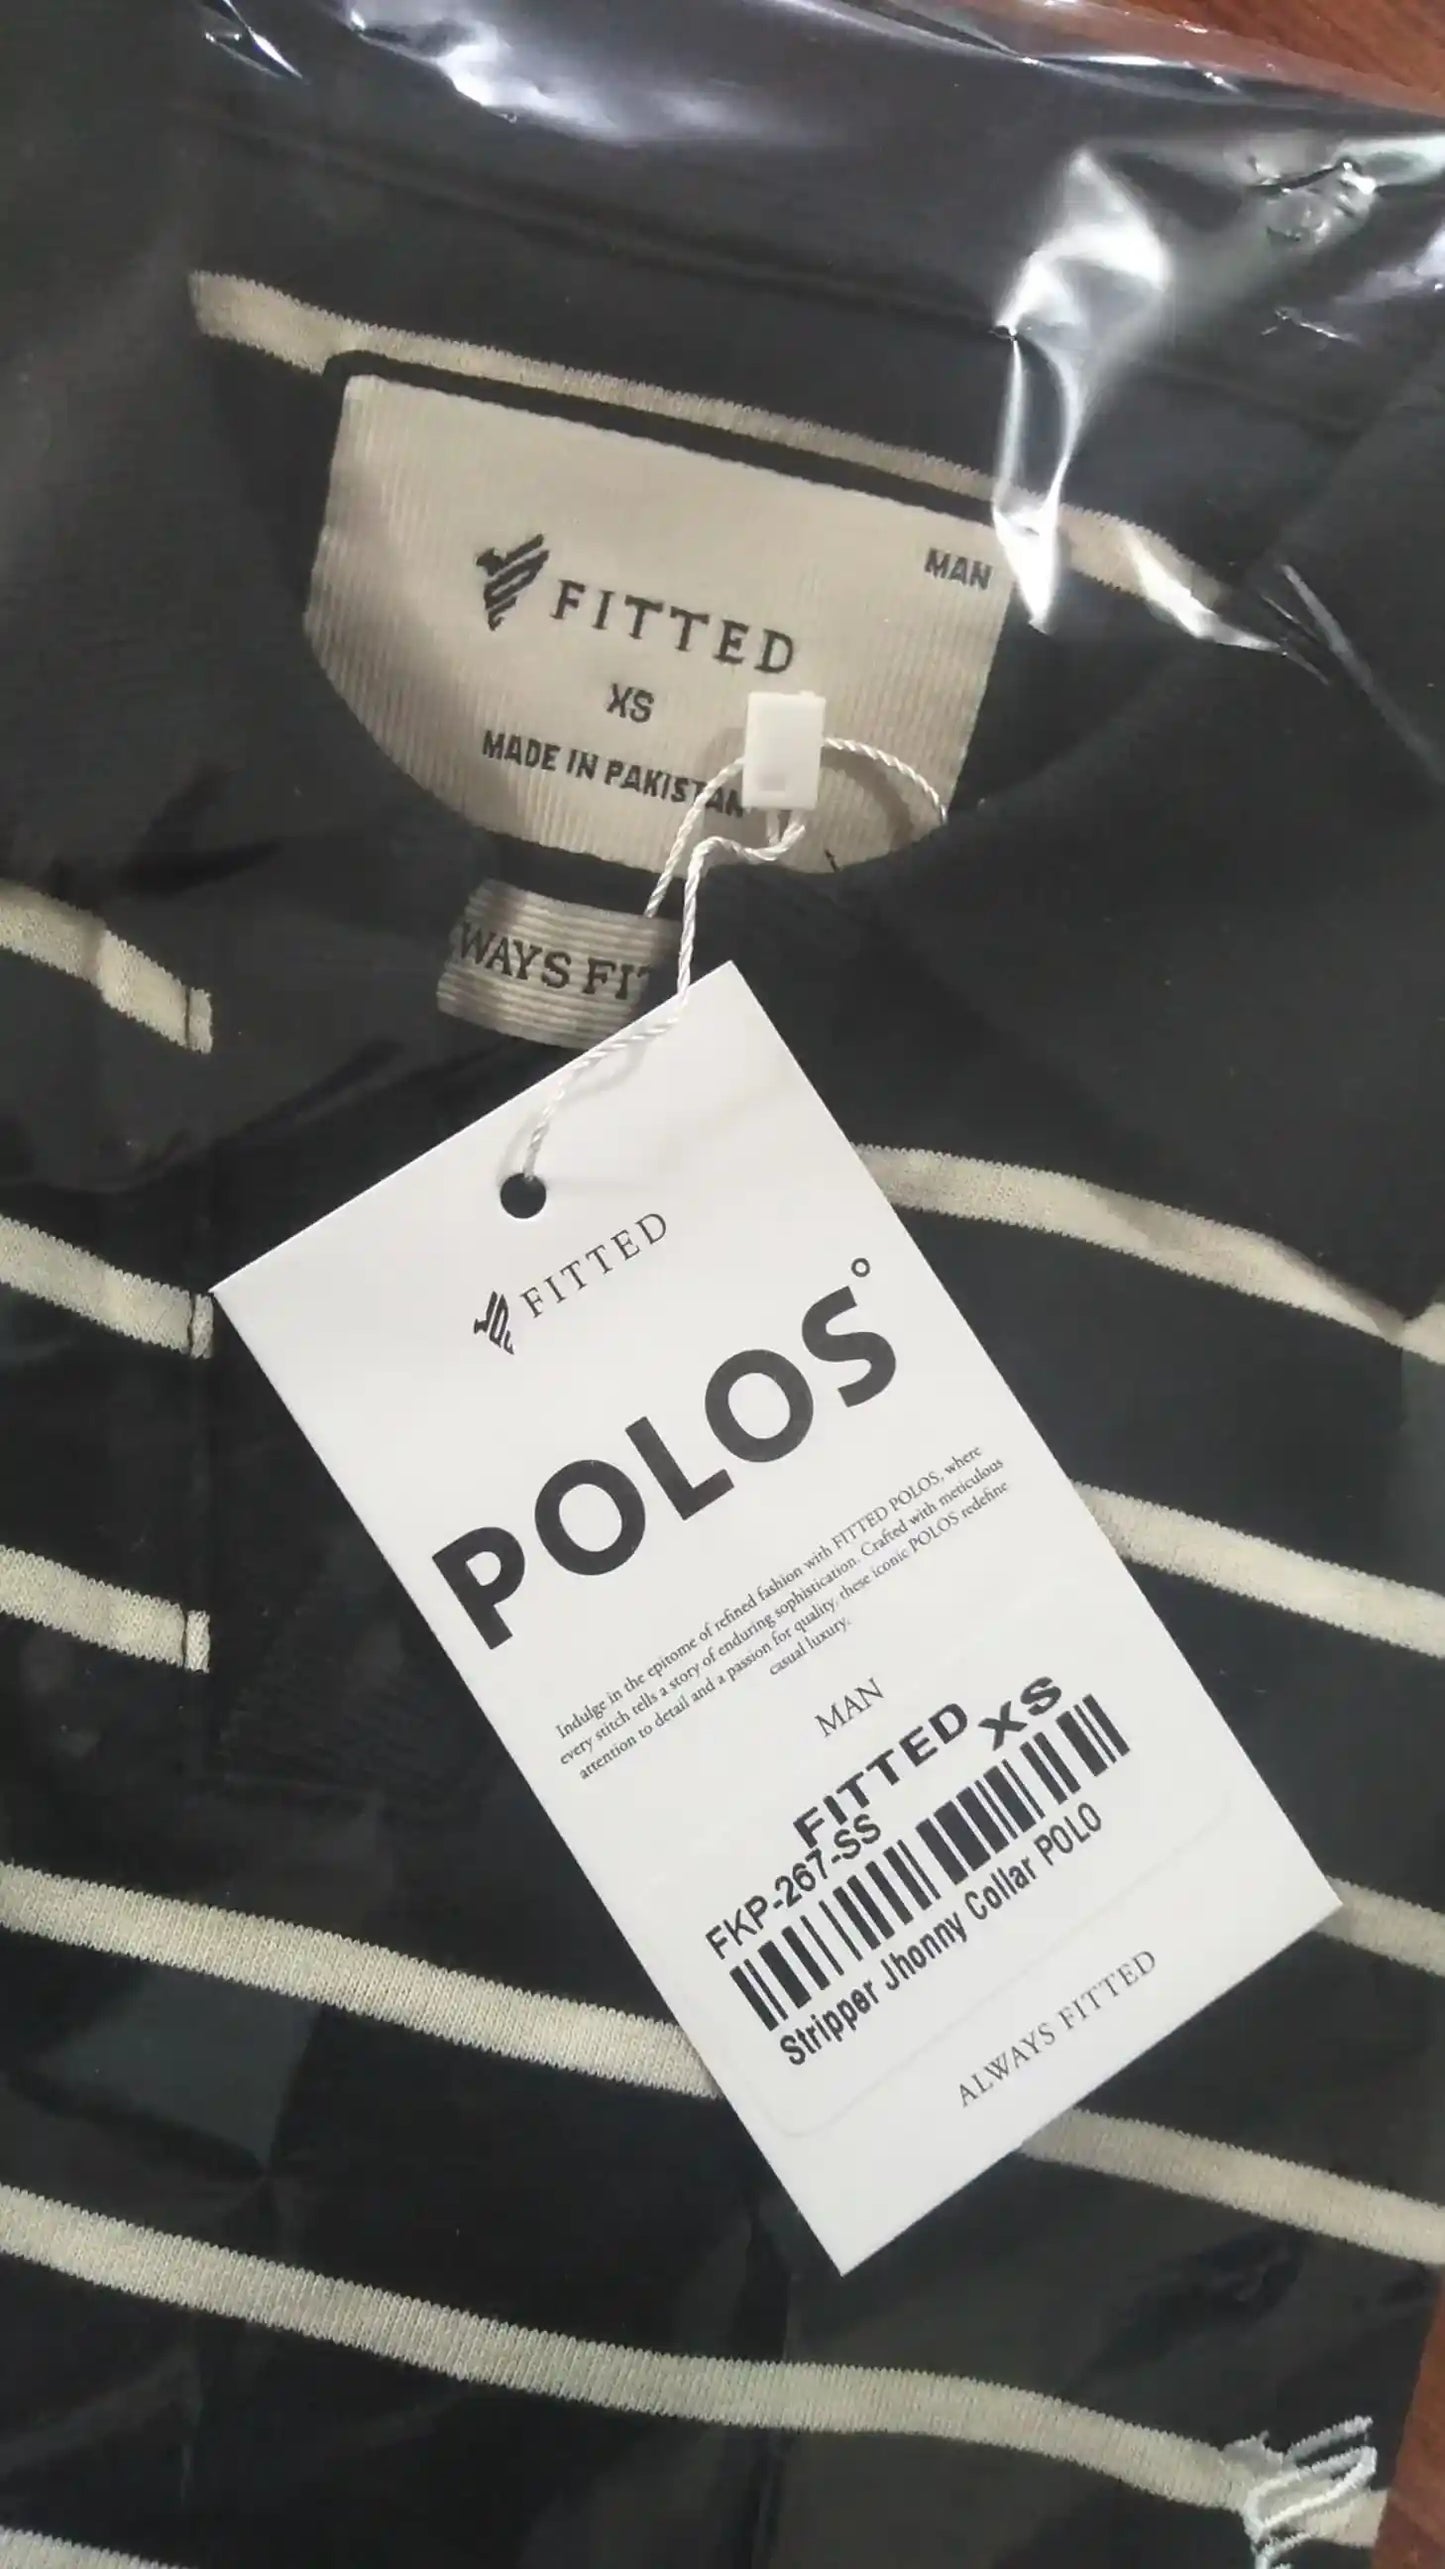 MAN
FITTED
XS
MADE IN PAKISTAN
WAYS FIT
FITTED
POLOS°
Indulge in the epitome of refined fashion with FITTED POLOS, where
every stitch tells a story of enduring sophistication. Crafted with meticulous
attention to detail and a passion for quality, these iconic POLOS redefine
casual luxury.
MAN
FITTED XS
FKP-267-SS
Stripper Jhonny Collar POLO
ALWAYS FITTED